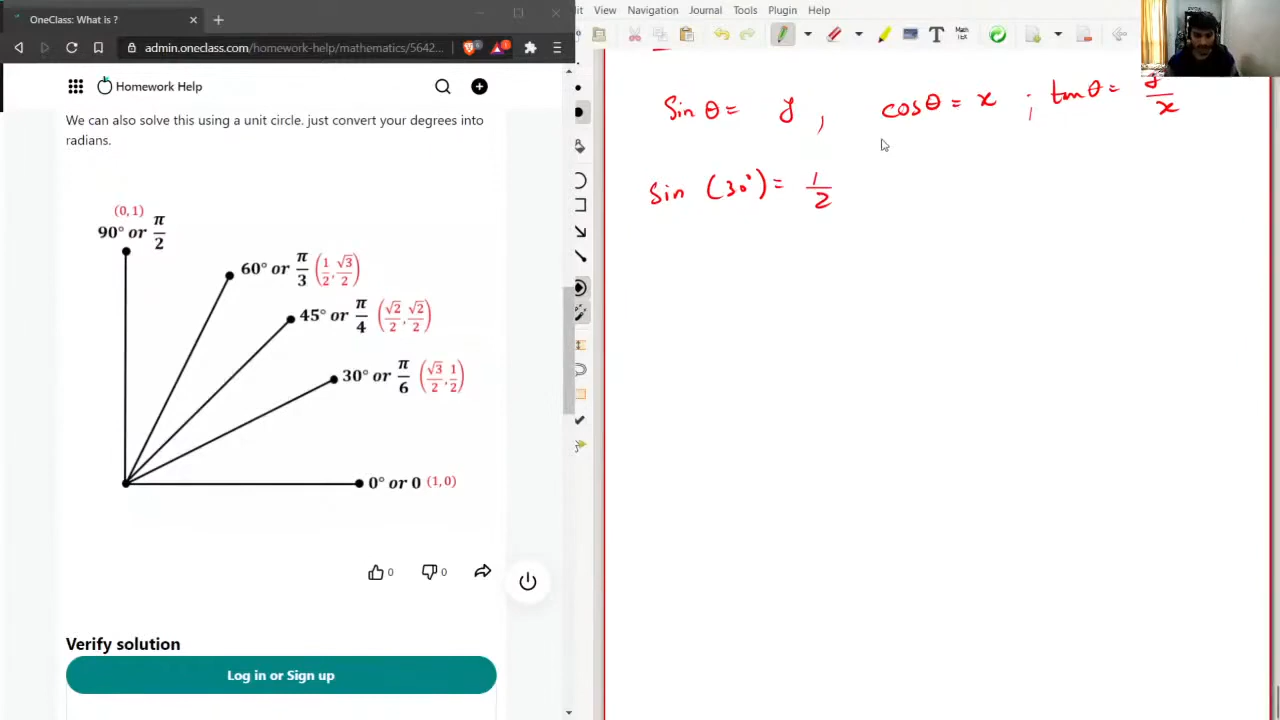 OneClass: What is ?
admin.oneclass.com/homework-help/mathematics/5642...
Homework Help
We can also solve this using a unit circle. just convert your degrees into
radians.
(0, 1)
90° or π/2
60° or π/3 (1/2, √3/2)
45° or π/4 (√2/2, √2/2)
30° or π/6 (√3/2, 1/2)
0° or 0 (1, 0)
0 0
Verify solution
Log in or Sign up
dit View Navigation Journal Tools Plugin Help
Sin θ = y , cos θ = x ; tan θ = y/x
Sin (30°) = 1/2